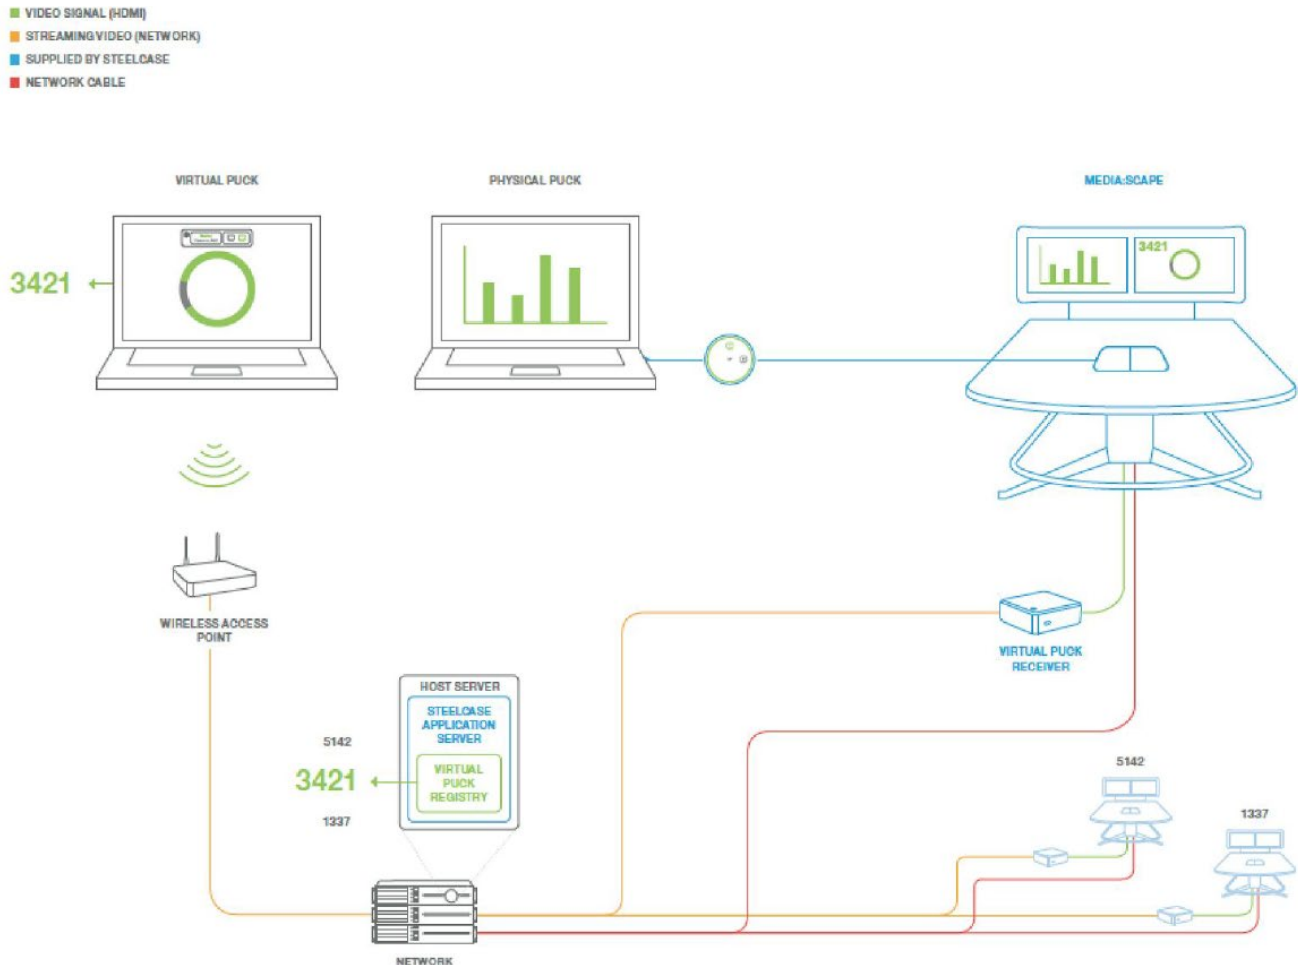 VIDEO SIGNAL (HDMI)
STREAMING VIDEO (NETWORK)
SUPPLIED BY STEELCASE
NETWORK CABLE
VIRTUAL PUCK
PHYSICAL PUCK
MEDIA:SCAPE
3421
3421
WIRELESS ACCESS
POINT
VIRTUAL PUCK
RECEIVER
HOST SERVER
STEELCASE
APPLICATION
SERVER
5142
3421
VIRTUAL
PUCK
REGISTRY
1337
5142
1337
NETWORK